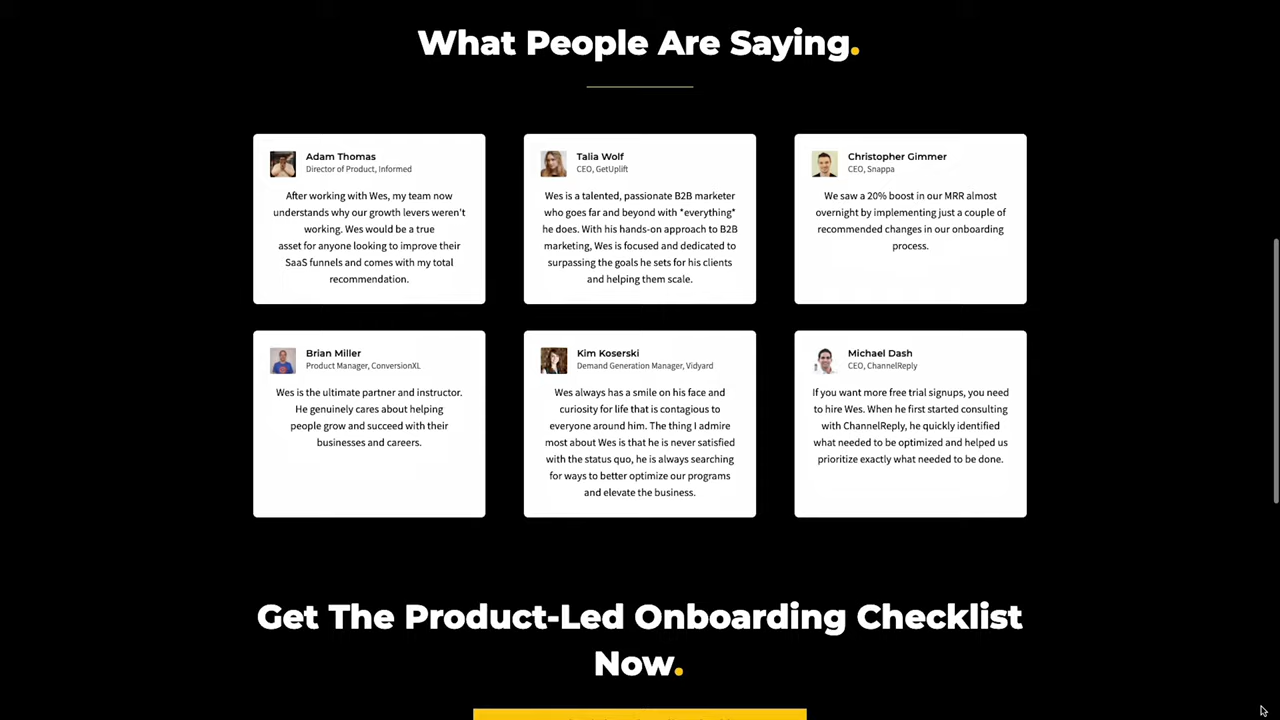 What People Are Saying.
Adam Thomas
Director of Product, Informed
After working with Wes, my team now
understands why our growth levers weren't
working. Wes would be a true
asset for anyone looking to improve their
SaaS funnels and comes with my total
recommendation.
Talia Wolf
CEO, GetUplift
Wes is a talented, passionate B2B marketer
who goes far and beyond with *everything*
he does. With his hands-on approach to B2B
marketing, Wes is focused and dedicated to
surpassing the goals he sets for his clients
and helping them scale.
Christopher Gimmer
CEO, Snappa
We saw a 20% boost in our MRR almost
overnight by implementing just a couple of
recommended changes in our onboarding
process.
Brian Miller
Product Manager, ConversionXL
Wes is the ultimate partner and instructor.
He genuinely cares about helping
people grow and succeed with their
businesses and careers.
Kim Koserski
Demand Generation Manager, Vidyard
Wes always has a smile on his face and
curiosity for life that is contagious to
everyone around him. The thing I admire
most about Wes is that he is never satisfied
with the status quo, he is always searching
for ways to better optimize our programs
and elevate the business.
Michael Dash
CEO, ChannelReply
If you want more free trial signups, you need
to hire Wes. When he first started consulting
with ChannelReply, he quickly identified
what needed to be optimized and helped us
prioritize exactly what needed to be done.
Get The Product-Led Onboarding Checklist
Now.